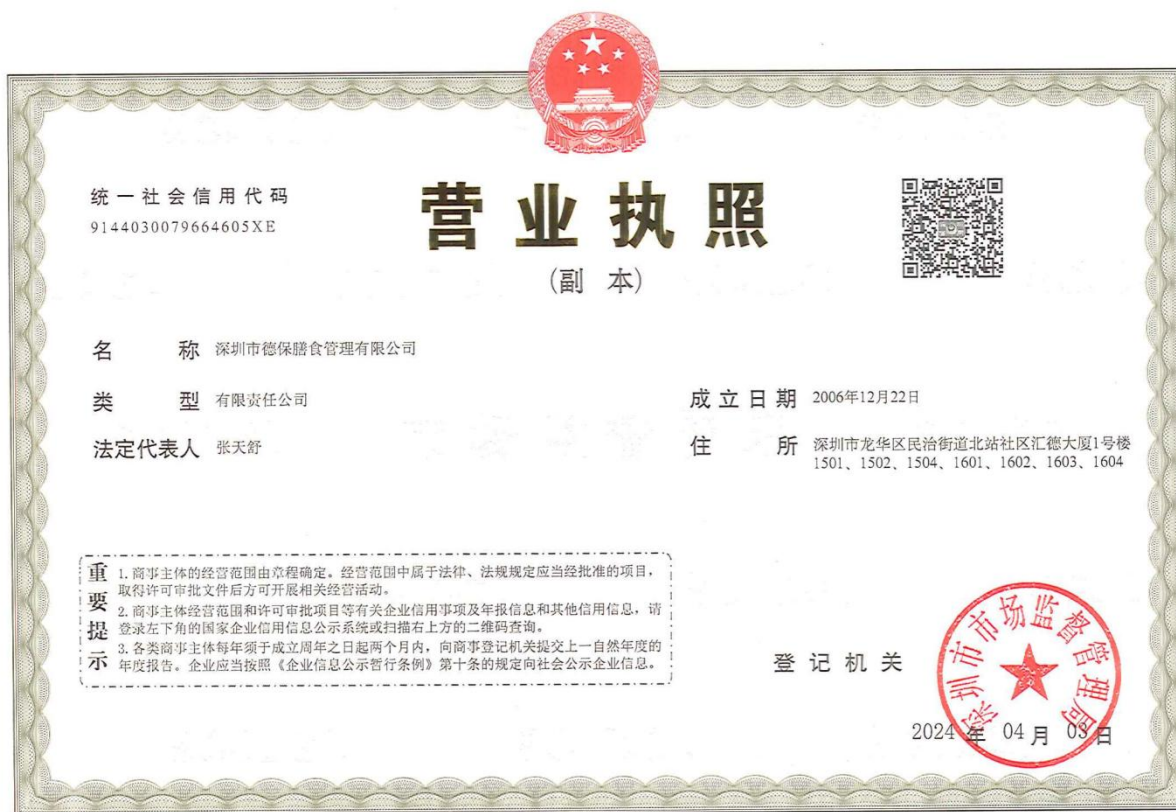 统一社会信用代码
9144030079664605XE
营业执照
(副 本)
名 称 深圳市德保膳食管理有限公司
类 型 有限责任公司
成立日期 2006年12月22日
法定代表人 张天舒
住 所 深圳市龙华区民治街道北站社区汇德大厦1号楼
1501、1502、1504、1601、1602、1603、1604
重要提示
1. 商事主体的经营范围由章程确定。经营范围中属于法律、法规规定应当经批准的项目,
取得许可审批文件后方可开展相关经营活动。
2. 商事主体经营范围和许可审批项目等有关企业信用事项及年报信息和其他信用信息,请
登录左下角的国家企业信用信息公示系统或扫描右上方的二维码查询。
3. 各类商事主体每年须于成立周年之日起两个月内,向商事登记机关提交上一自然年度的
年度报告。企业应当按照《企业信息公示暂行条例》第十条的规定向社会公示企业信息。
登记机关
深圳市市场监督管理局
2024 年 04 月 03 日